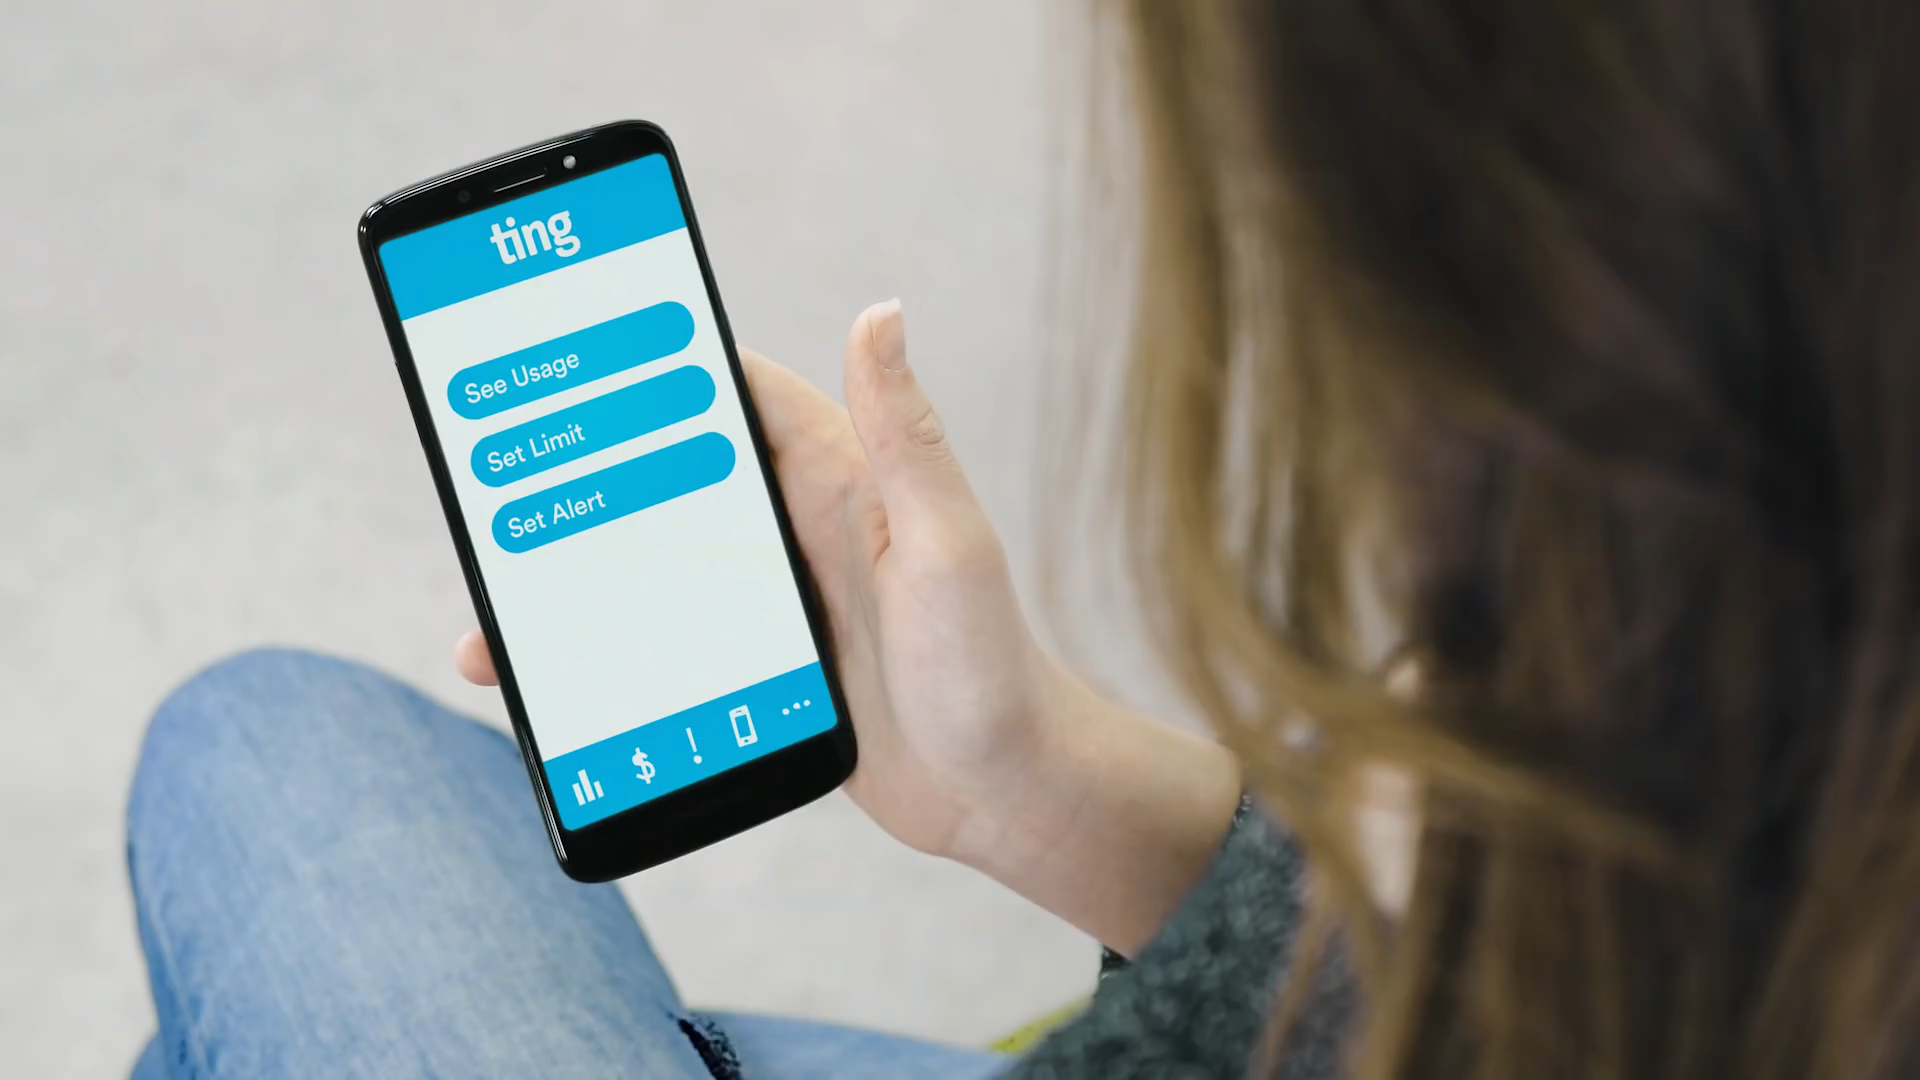 ting
See Usage
Set Limit
Set Alert
$
!
...